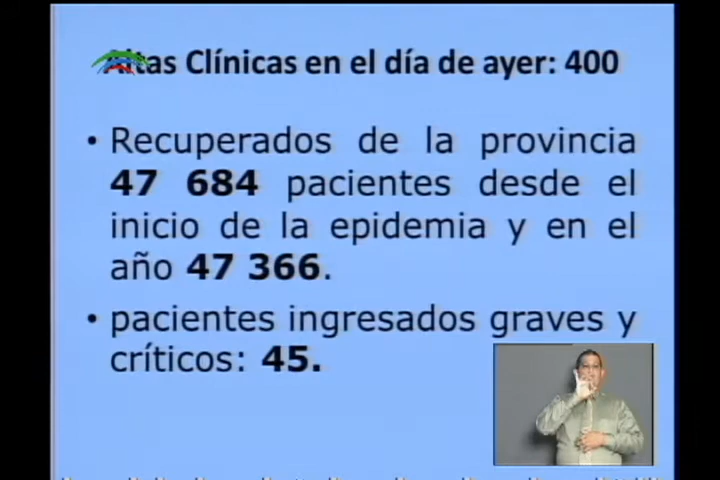 Altas Clínicas en el día de ayer: 400
• Recuperados de la provincia
47 684 pacientes desde el
inicio de la epidemia y en el
año 47 366.
• pacientes ingresados graves y
críticos: 45.